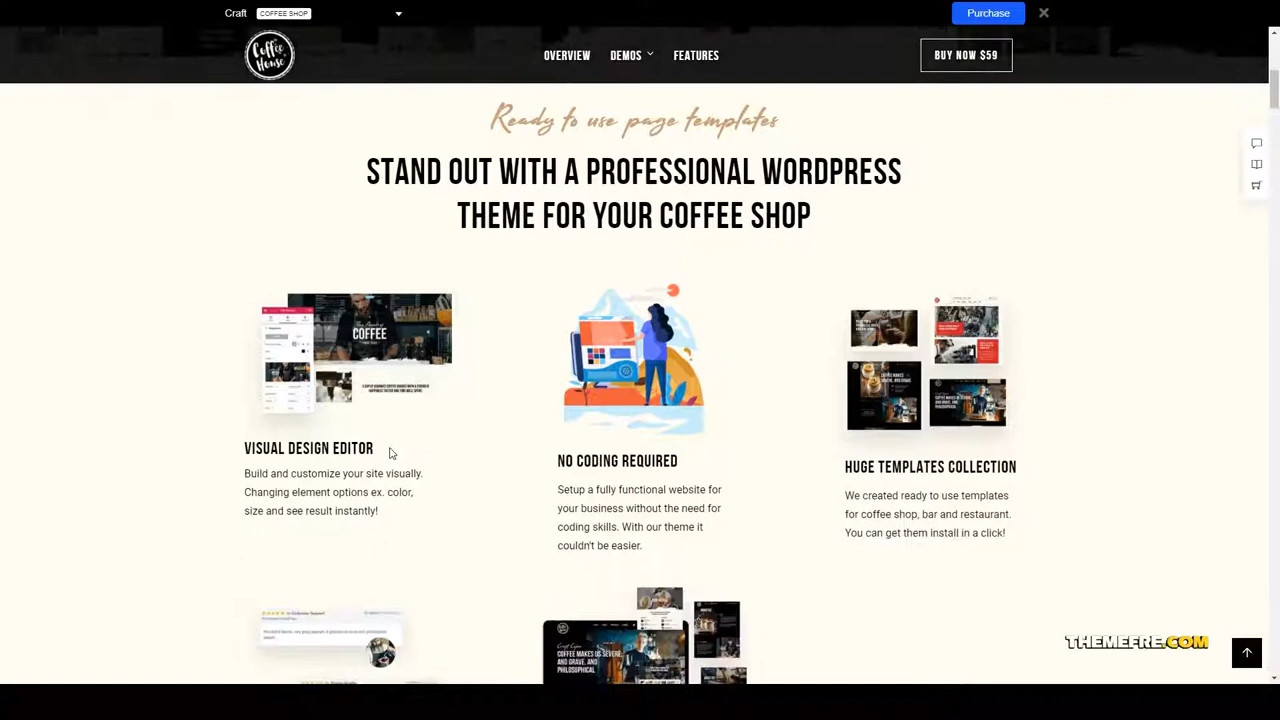 Craft COFFEE SHOP Purchase
Coffee House
OVERVIEW DEMOS FEATURES BUY NOW $59
Ready to use page templates
STAND OUT WITH A PROFESSIONAL WORDPRESS
THEME FOR YOUR COFFEE SHOP
COFFEE
VISUAL DESIGN EDITOR
Build and customize your site visually.
Changing element options ex. color,
size and see result instantly!
NO CODING REQUIRED
Setup a fully functional website for
your business without the need for
coding skills. With our theme it
couldn't be easier.
HUGE TEMPLATES COLLECTION
We created ready to use templates
for coffee shop, bar and restaurant.
You can get them install in a click!
COFFEE MAKES US SEVERE,
AND GRAVE, AND
PHILOSOPHICAL
THEMEFRE.COM